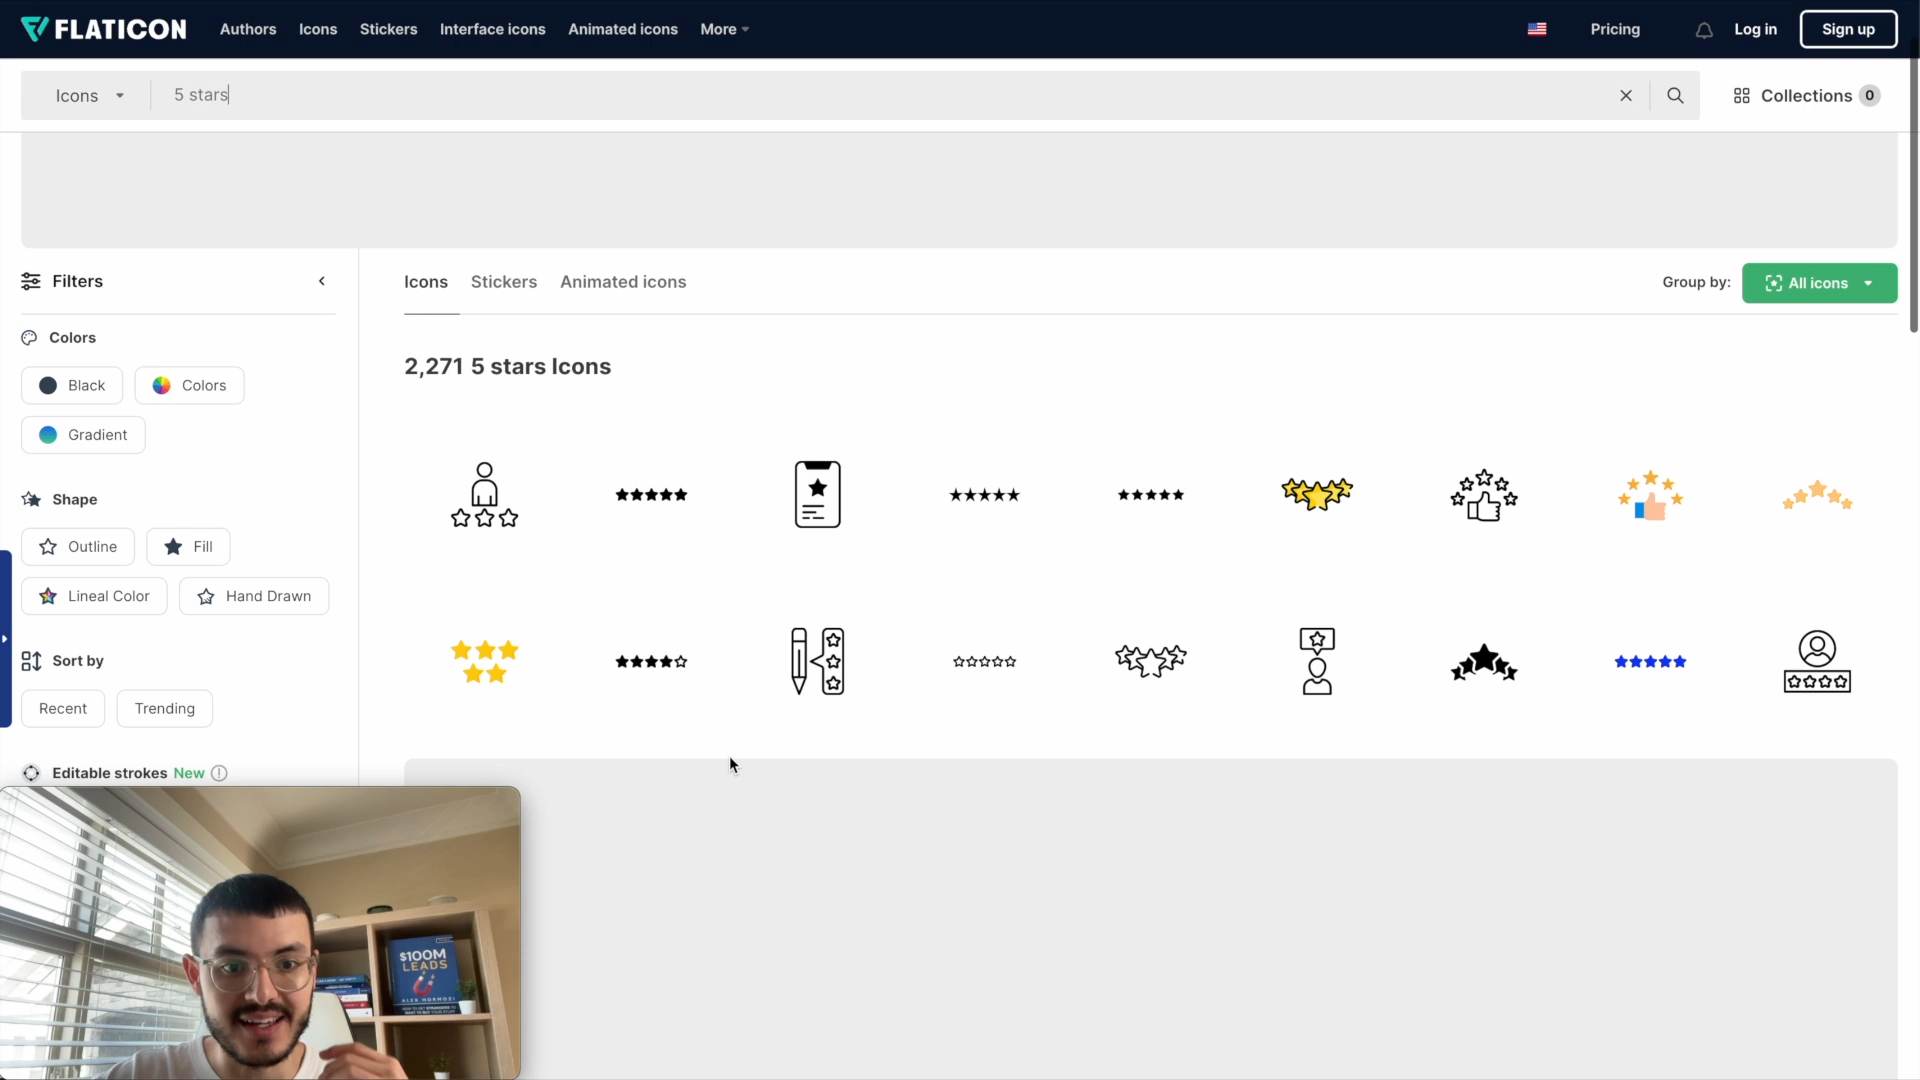 FLATICON
Authors
Icons
Stickers
Interface icons
Animated icons
More
Pricing
Log in
Sign up
Icons
5 stars
Collections 0
Filters
Icons
Stickers
Animated icons
Group by:
All icons
Colors
2,271 5 stars Icons
Black
Colors
Gradient
Shape
Outline
Fill
Lineal Color
Hand Drawn
Sort by
Recent
Trending
Editable strokes New
$100M
LEADS
ALEX HORMOZI